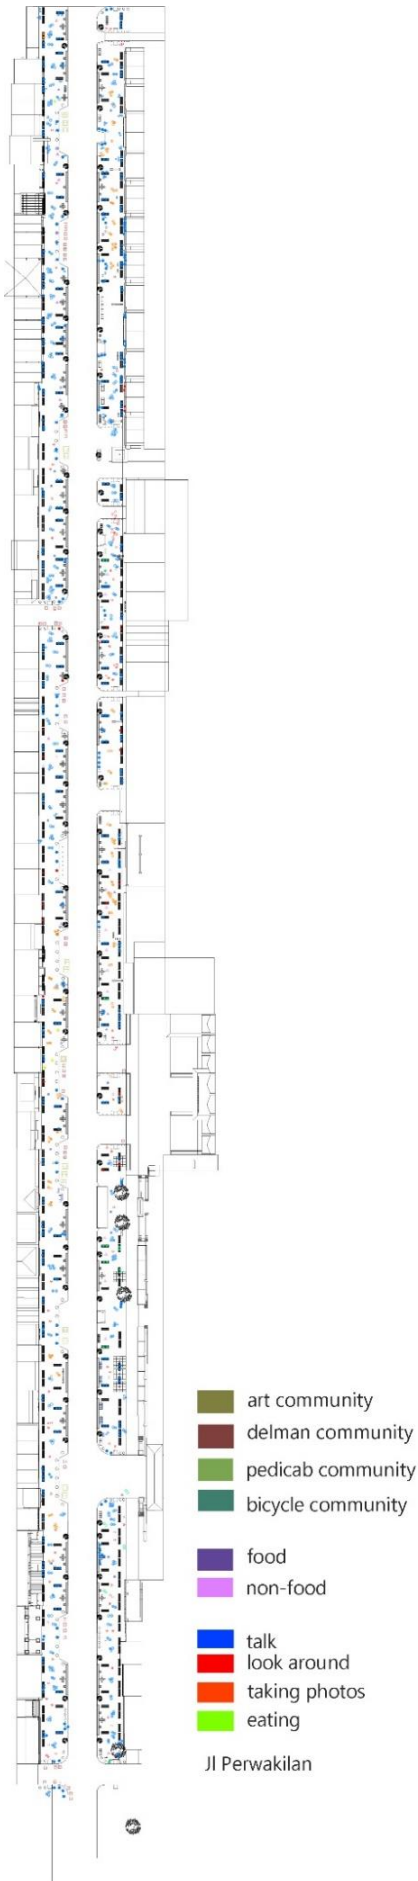 art community
delman community
pedicab community
bicycle community
food
non-food
talk
look around
taking photos
eating
Jl Perwakilan